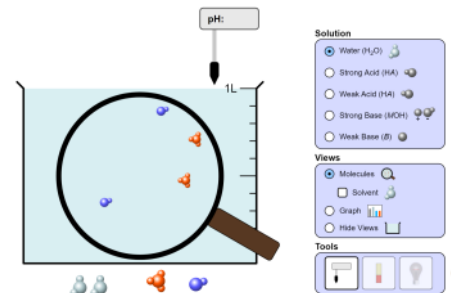 pH:
1L
Solution
Water (H₂O)
Strong Acid (HA)
Weak Acid (HA)
Strong Base (MOH)
Weak Base (B)
Views
Molecules
Solvent
Graph
Hide Views
Tools